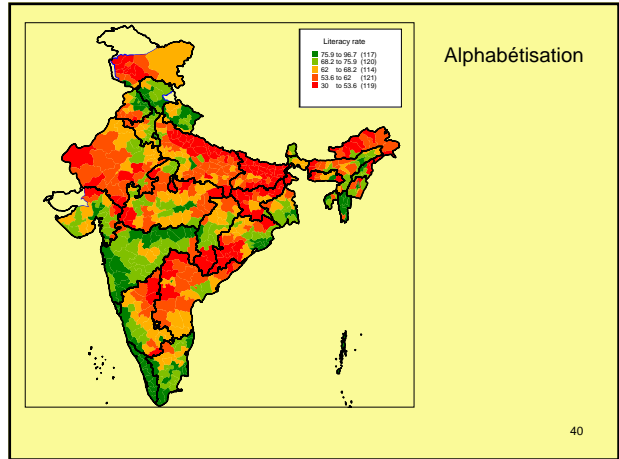 Alphabétisation
Literacy rate
75.9 to 96.7 (117)
68.2 to 75.9 (120)
62 to 68.2 (114)
53.6 to 62 (121)
30 to 53.6 (119)
40